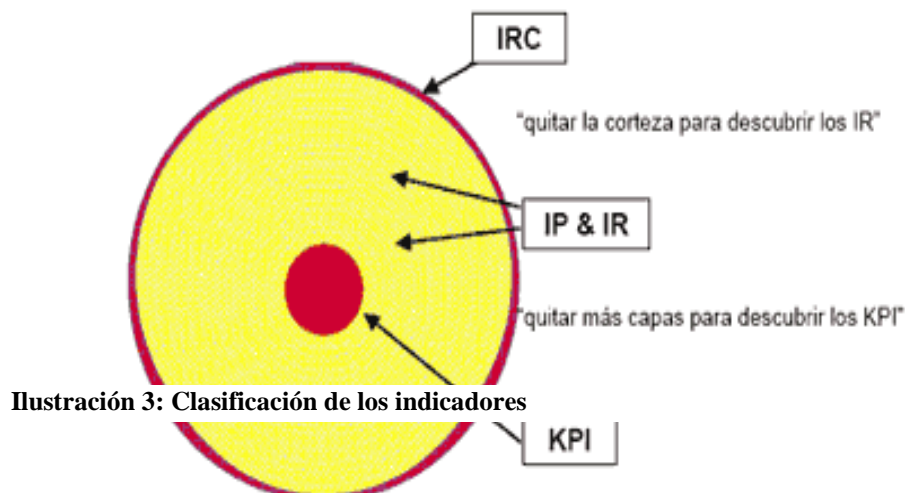 IRC
“quitar la corteza para descubrir los IR”
IP & IR
“quitar más capas para descubrir los KPI”
Ilustración 3: Clasificación de los indicadores
KPI